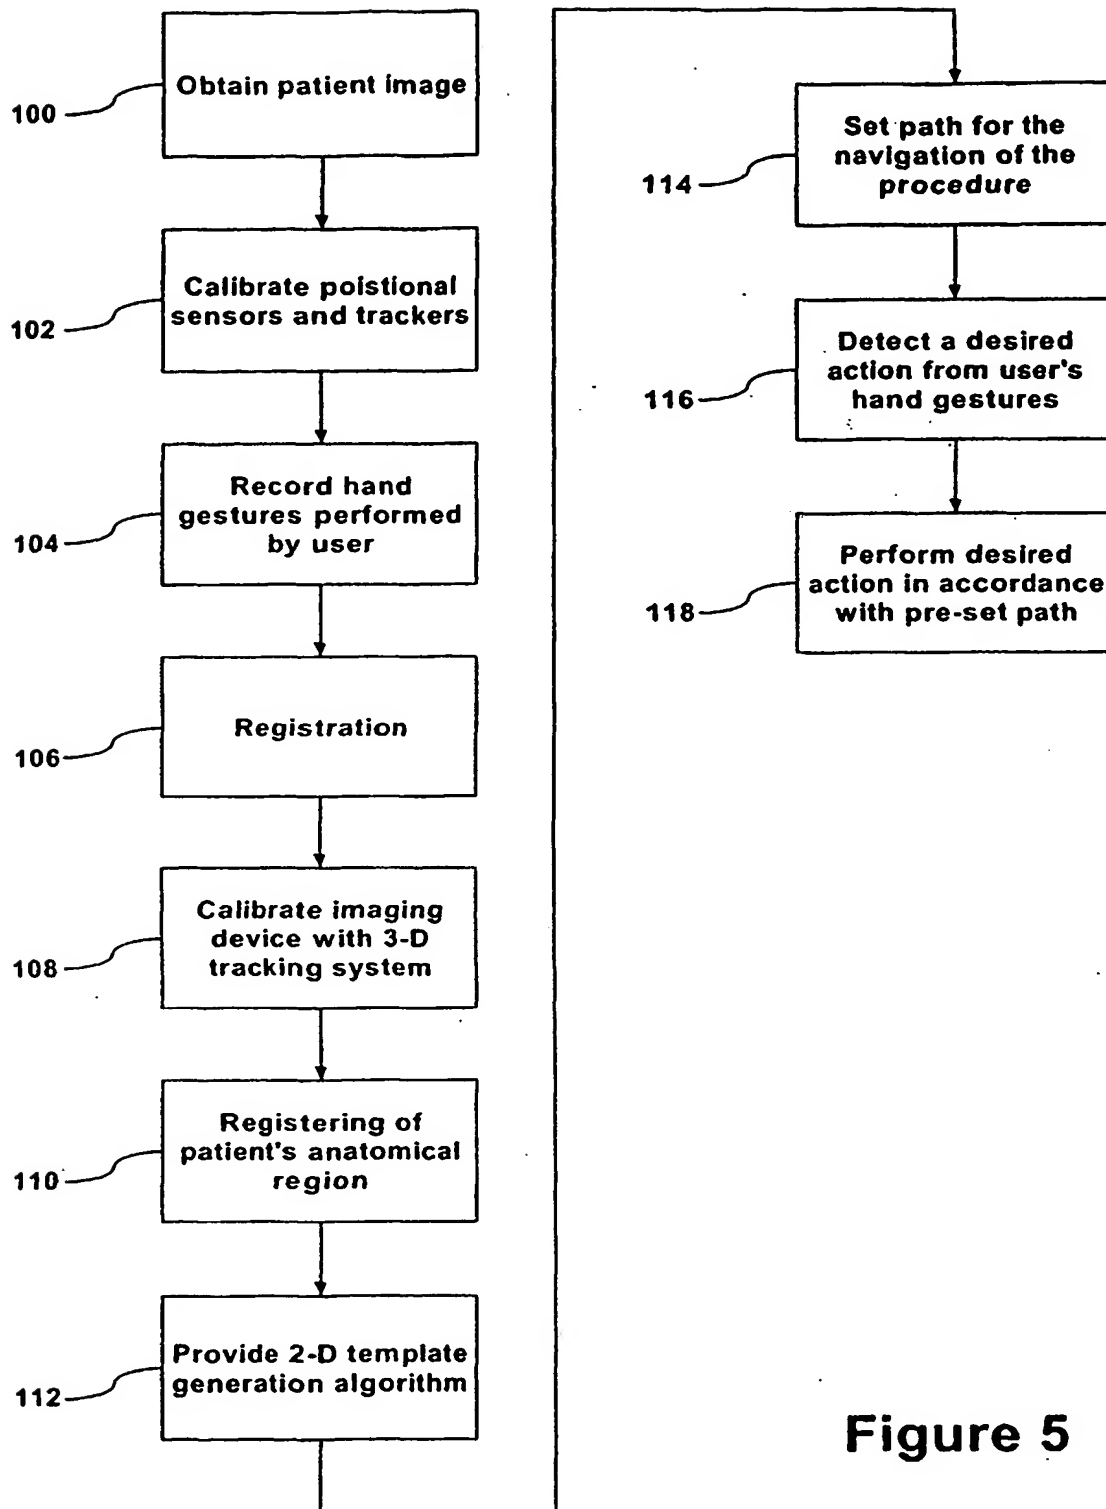 Obtain patient image
100
Calibrate poistional
sensors and trackers
102
Record hand
gestures performed
by user
104
Registration
106
Calibrate imaging
device with 3-D
tracking system
108
Registering of
patient's anatomical
region
110
Provide 2-D template
generation algorithm
112
Set path for the
navigation of the
procedure
114
Detect a desired
action from user's
hand gestures
116
Perform desired
action in accordance
with pre-set path
118
Figure 5